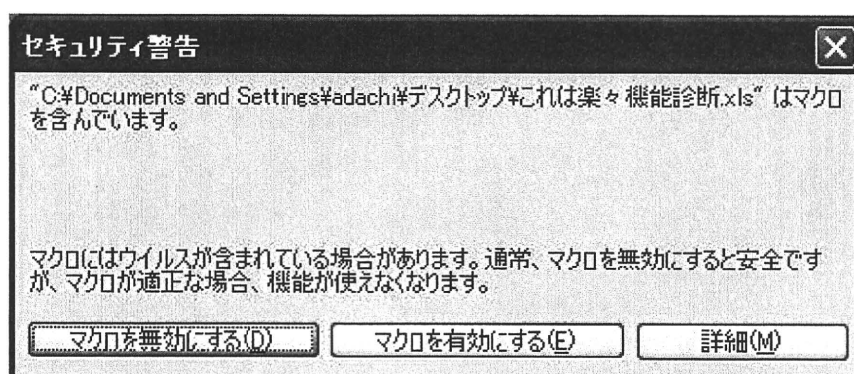 セキュリティ警告
"C:¥Documents and Settings¥adachi¥デスクトップ¥これは楽々機能診断.xls" はマクロ
を含んでいます。
マクロにはウイルスが含まれている場合があります。通常、マクロを無効にすると安全です
が、マクロが適正な場合、機能が使えなくなります。
マクロを無効にする(D) マクロを有効にする(E) 詳細(M)